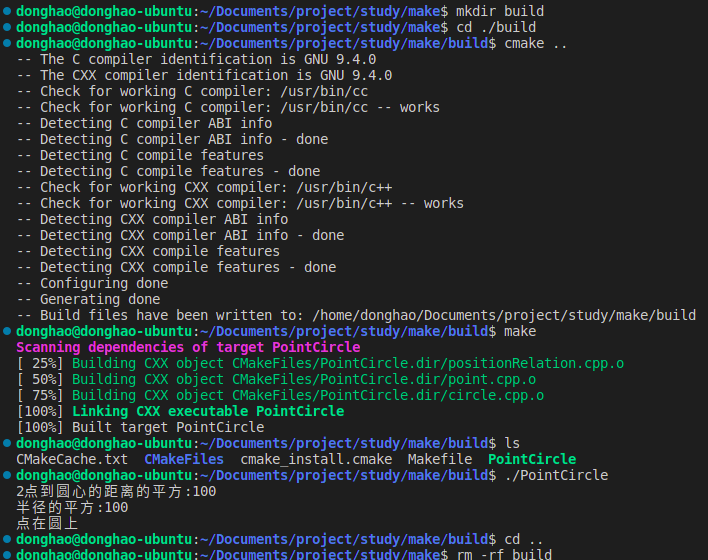 donghao@donghao-ubuntu:~/Documents/project/study/make$ mkdir build
donghao@donghao-ubuntu:~/Documents/project/study/make$ cd ./build
donghao@donghao-ubuntu:~/Documents/project/study/make/build$ cmake ..
-- The C compiler identification is GNU 9.4.0
-- The CXX compiler identification is GNU 9.4.0
-- Check for working C compiler: /usr/bin/cc
-- Check for working C compiler: /usr/bin/cc -- works
-- Detecting C compiler ABI info
-- Detecting C compiler ABI info - done
-- Detecting C compile features
-- Detecting C compile features - done
-- Check for working CXX compiler: /usr/bin/c++
-- Check for working CXX compiler: /usr/bin/c++ -- works
-- Detecting CXX compiler ABI info
-- Detecting CXX compiler ABI info - done
-- Detecting CXX compile features
-- Detecting CXX compile features - done
-- Configuring done
-- Generating done
-- Build files have been written to: /home/donghao/Documents/project/study/make/build
donghao@donghao-ubuntu:~/Documents/project/study/make/build$ make
Scanning dependencies of target PointCircle
[ 25%] Building CXX object CMakeFiles/PointCircle.dir/positionRelation.cpp.o
[ 50%] Building CXX object CMakeFiles/PointCircle.dir/point.cpp.o
[ 75%] Building CXX object CMakeFiles/PointCircle.dir/circle.cpp.o
[100%] Linking CXX executable PointCircle
[100%] Built target PointCircle
donghao@donghao-ubuntu:~/Documents/project/study/make/build$ ls
CMakeCache.txt  CMakeFiles  cmake_install.cmake  Makefile  PointCircle
donghao@donghao-ubuntu:~/Documents/project/study/make/build$ ./PointCircle
2点到圆心的距离的平方:100
半径的平方:100
点在圆上
donghao@donghao-ubuntu:~/Documents/project/study/make/build$ cd ..
donghao@donghao-ubuntu:~/Documents/project/study/make$ rm -rf build